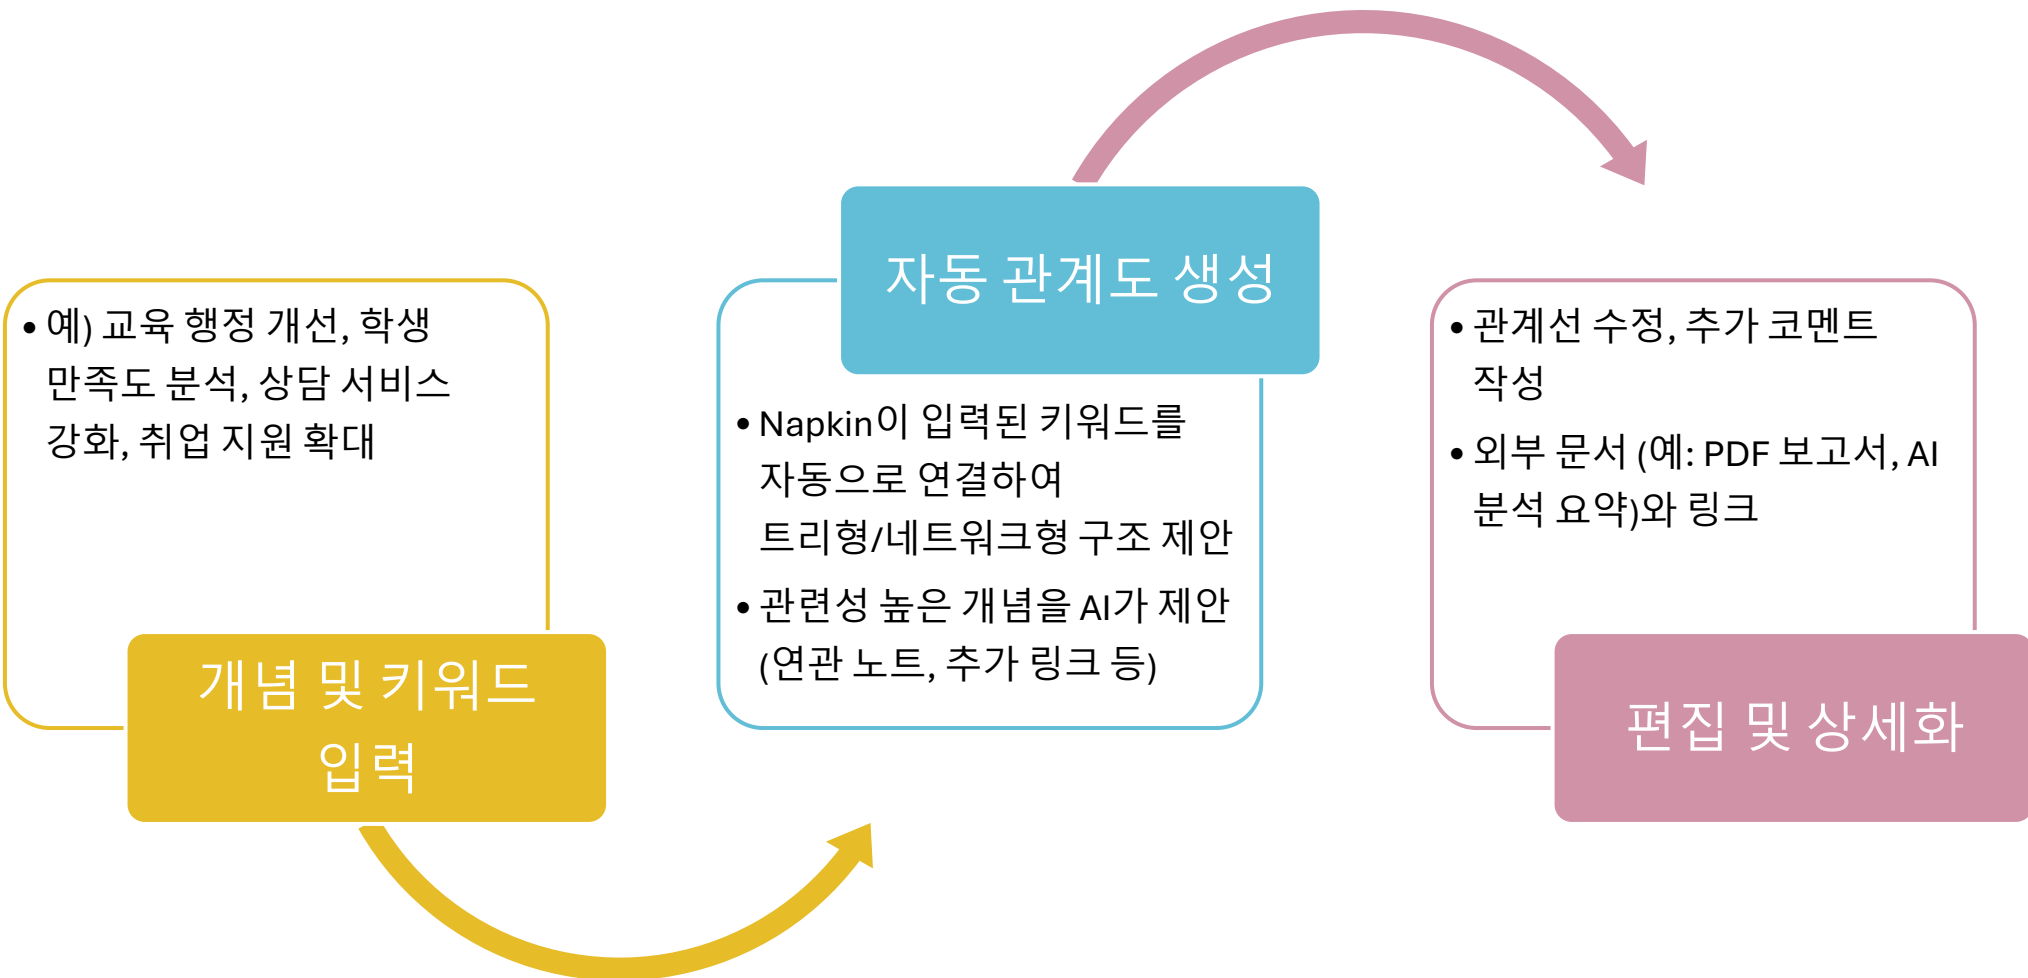 • 예) 교육 행정 개선, 학생
만족도 분석, 상담 서비스
강화, 취업 지원 확대
개념 및 키워드
입력
자동 관계도 생성
• Napkin이 입력된 키워드를
자동으로 연결하여
트리형/네트워크형 구조 제안
• 관련성 높은 개념을 AI가 제안
(연관 노트, 추가 링크 등)
• 관계선 수정, 추가 코멘트
작성
• 외부 문서 (예: PDF 보고서, AI
분석 요약)와 링크
편집 및 상세화